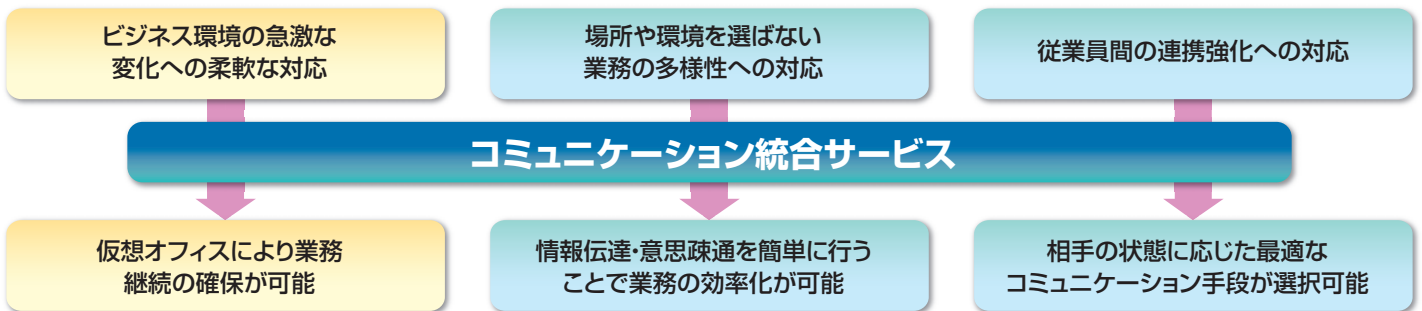 ビジネス環境の急激な
変化への柔軟な対応
場所や環境を選ばない
業務の多様性への対応
従業員間の連携強化への対応
コミュニケーション統合サービス
仮想オフィスにより業務
継続の確保が可能
情報伝達・意思疎通を簡単に行う
ことで業務の効率化が可能
相手の状態に応じた最適な
コミュニケーション手段が選択可能